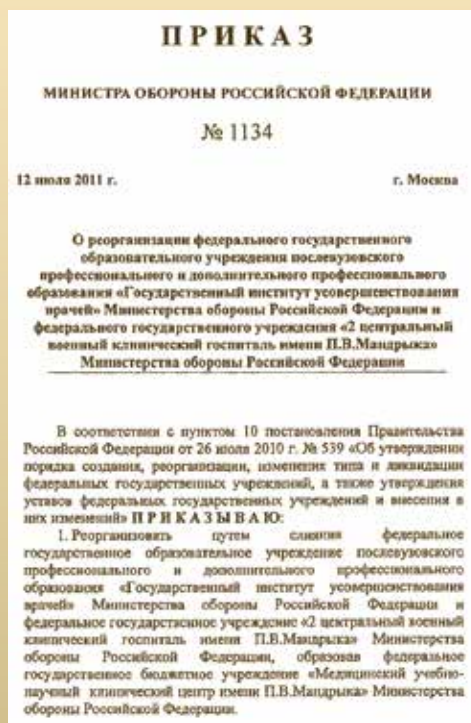 ПРИКАЗ
МИНИСТРА ОБОРОНЫ РОССИЙСКОЙ ФЕДЕРАЦИИ
№ 1134
12 июля 2011 г. г. Москва
О реорганизации федерального государственного
образовательного учреждения послевузовского
профессионального и дополнительного профессионального
образования «Государственный институт усовершенствования
врачей» Министерства обороны Российской Федерации и
федерального государственного учреждения «2 центральный
военный клинический госпиталь имени П.В.Мандрыка»
Министерства обороны Российской Федерации
В соответствии с пунктом 10 постановления Правительства
Российской Федерации от 26 июля 2010 г. № 539 «Об утверждении
порядка создания, реорганизации, изменения типа и ликвидации
федеральных государственных учреждений, а также утверждения
уставов федеральных государственных учреждений и внесения в
них изменений» ПРИКАЗЫВАЮ:
1. Реорганизовать путем слияния федеральное
государственное образовательное учреждение послевузовского
профессионального и дополнительного профессионального
образования «Государственный институт усовершенствования
врачей» Министерства обороны Российской Федерации и
федеральное государственное учреждение «2 центральный военный
клинический госпиталь имени П.В.Мандрыка» Министерства
обороны Российской Федерации, образовав федеральное
государственное бюджетное учреждение «Медицинский учебно-
научный клинический центр имени П.В.Мандрыка» Министерства
обороны Российской Федерации.